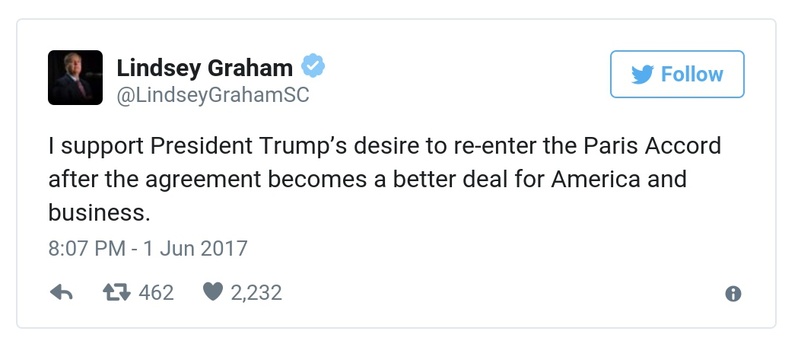 Lindsey Graham
@LindseyGrahamSC
Follow
I support President Trump’s desire to re-enter the Paris Accord
after the agreement becomes a better deal for America and
business.
8:07 PM - 1 Jun 2017
462 2,232